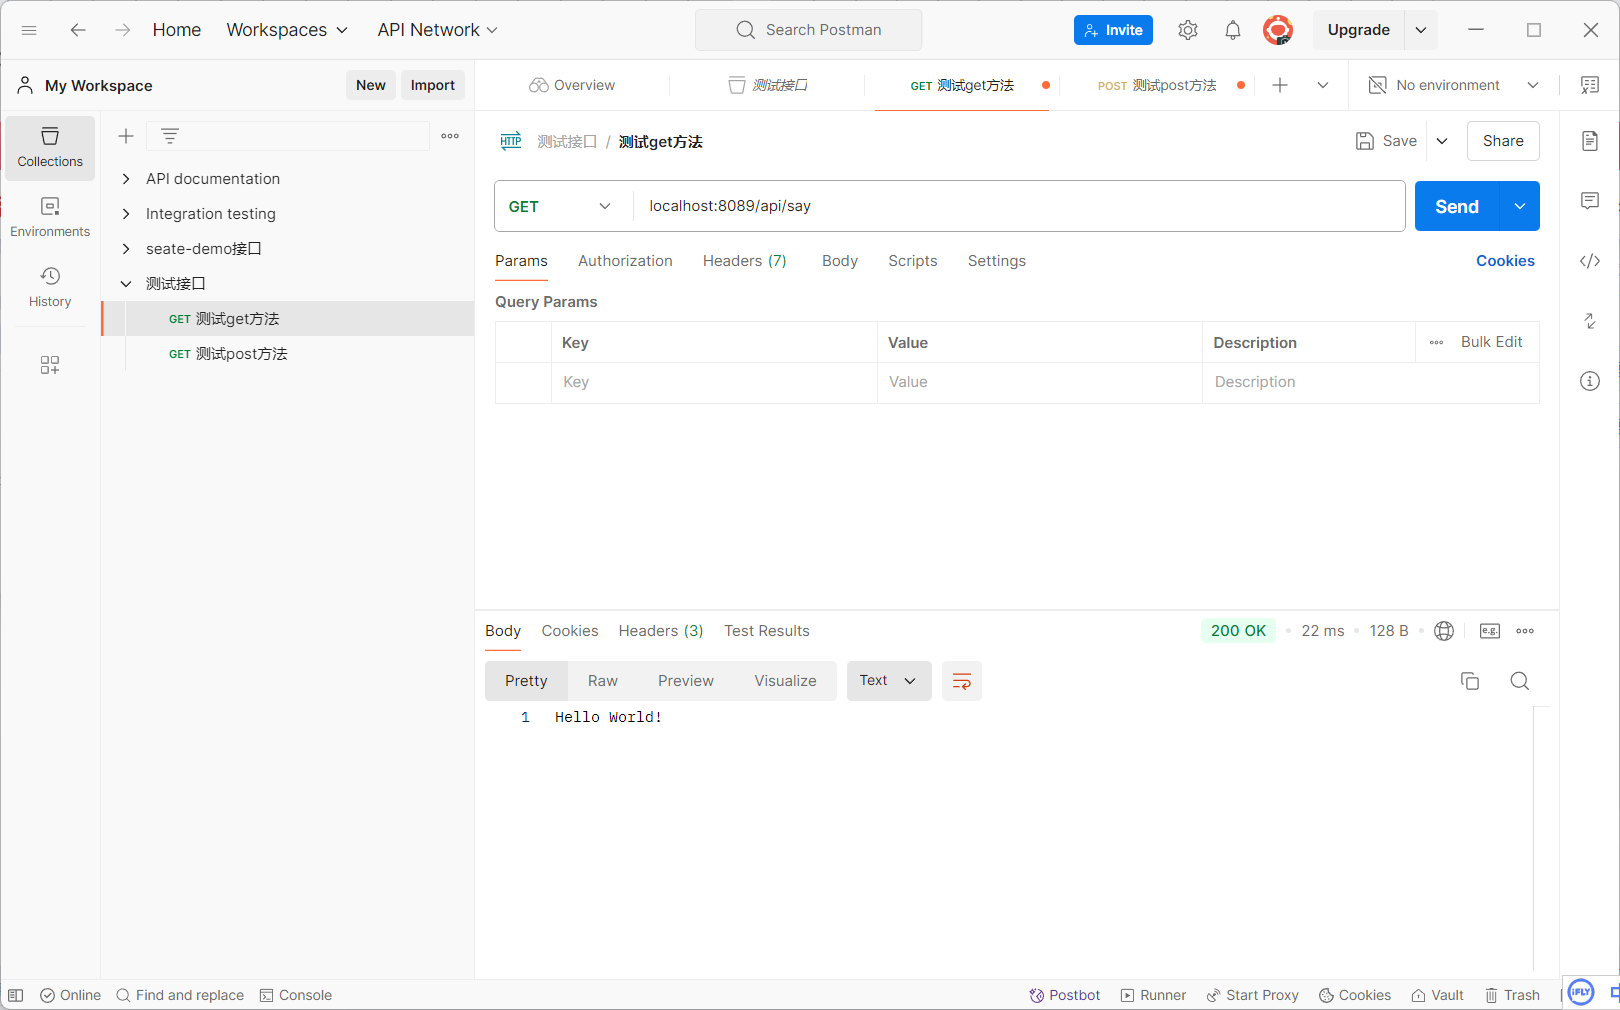 Home Workspaces API Network Search Postman Invite Upgrade
My Workspace New Import Overview 测试接口 GET 测试get方法 POST 测试post方法 No environment
Collections
Environments
History
API documentation
Integration testing
seate-demo接口
测试接口
GET 测试get方法
GET 测试post方法
HTTP 测试接口 / 测试get方法 Save Share
GET localhost:8089/api/say Send
Params Authorization Headers (7) Body Scripts Settings Cookies
Query Params
Key Value Description Bulk Edit
Key Value Description
Body Cookies Headers (3) Test Results 200 OK 22 ms 128 B e.g.
Pretty Raw Preview Visualize Text
1 Hello World!
Online Find and replace Console Postbot Runner Start Proxy Cookies Vault Trash iFLY